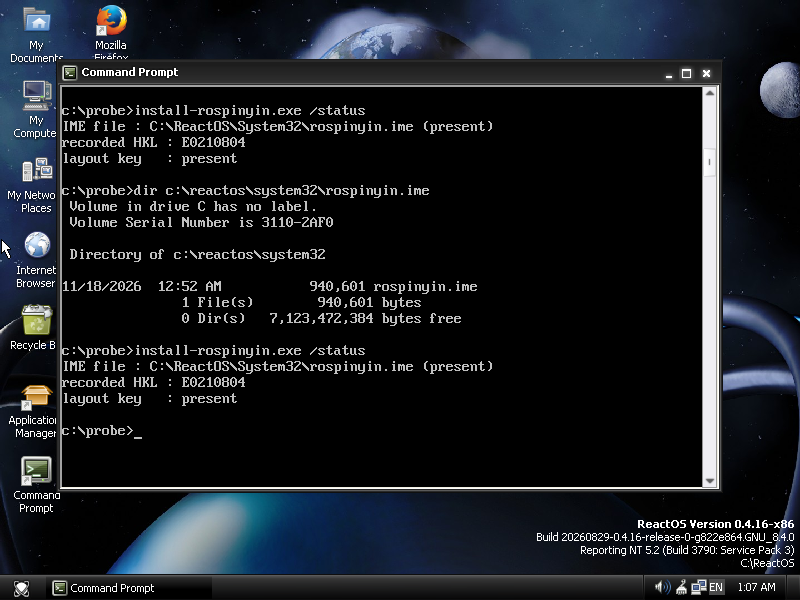 My
Documents
Mozilla
Firefox
My
Compute
My Netwo
Places
Internet
Browser
Recycle B
Application
Manager
Command
Prompt
Command Prompt
c:\probe>install-rospinyin.exe /status
IME file : C:\ReactOS\System32\rospinyin.ime (present)
recorded HKL : E0210804
layout key   : present
c:\probe>dir c:\reactos\system32\rospinyin.ime
 Volume in drive C has no label.
 Volume Serial Number is 3110-2AF0
 Directory of c:\reactos\system32
11/18/2026  12:52 AM           940,601 rospinyin.ime
               1 File(s)        940,601 bytes
               0 Dir(s)   7,123,472,384 bytes free
c:\probe>install-rospinyin.exe /status
IME file : C:\ReactOS\System32\rospinyin.ime (present)
recorded HKL : E0210804
layout key   : present
c:\probe>_
ReactOS Version 0.4.16-x86
Build 20260829-0.4.16-release-0-g822e864.GNU_8.4.0
Reporting NT 5.2 (Build 3790: Service Pack 3)
C:\ReactOS
Command Prompt
EN
1:07 AM